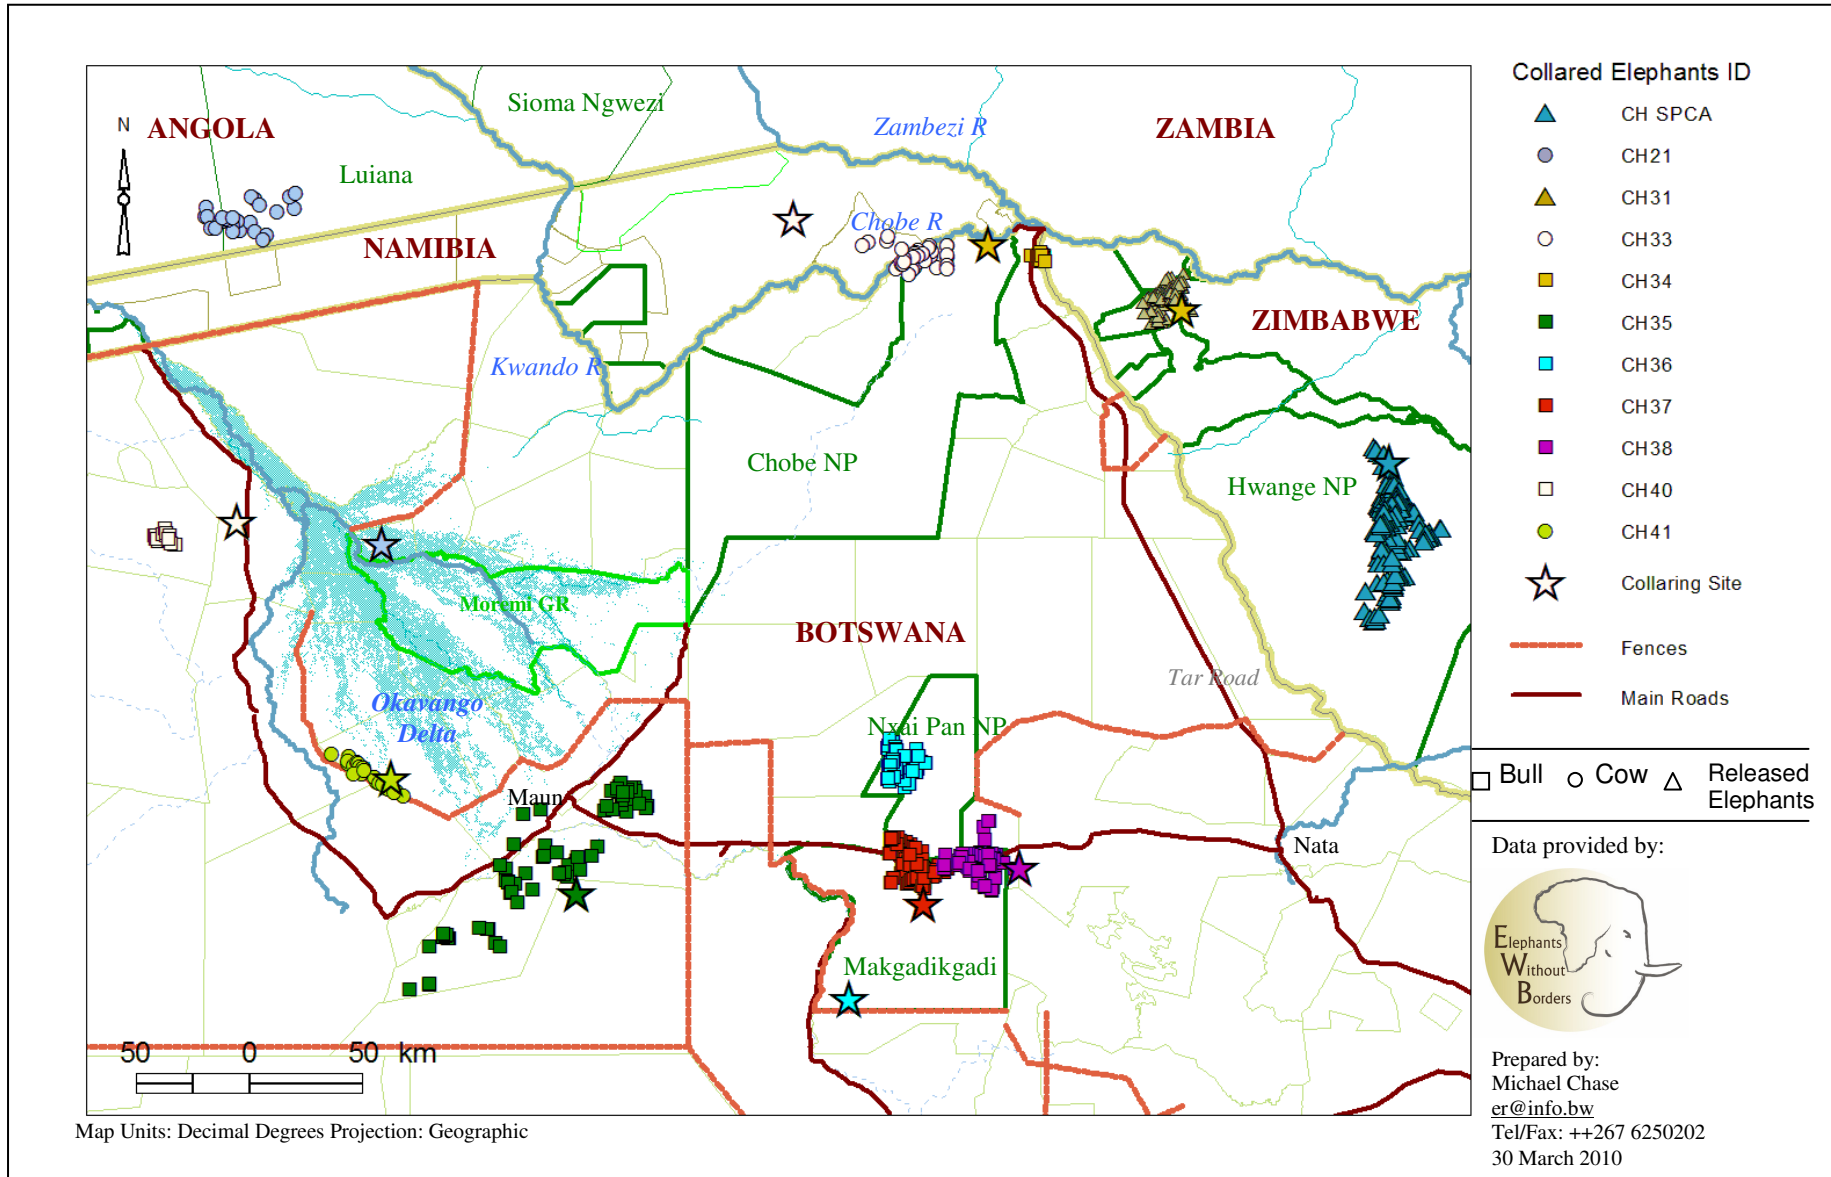 Sioma Ngwezi
N
ANGOLA
Zambezi R
ZAMBIA
Luiana
Chobe R
NAMIBIA
ZIMBABWE
Kwando R
Chobe NP
Hwange NP
Moremi GR
BOTSWANA
Tar Road
Okavango
Delta
Nxai Pan NP
Maun
Nata
Makgadikgadi
50 0 50 km
Map Units: Decimal Degrees Projection: Geographic
Collared Elephants ID
CH SPCA
CH21
CH31
CH33
CH34
CH35
CH36
CH37
CH38
CH40
CH41
Collaring Site
Fences
Main Roads
Bull Cow Released
Elephants
Data provided by:
Elephants
Without
Borders
Prepared by:
Michael Chase
er@info.bw
Tel/Fax: ++267 6250202
30 March 2010